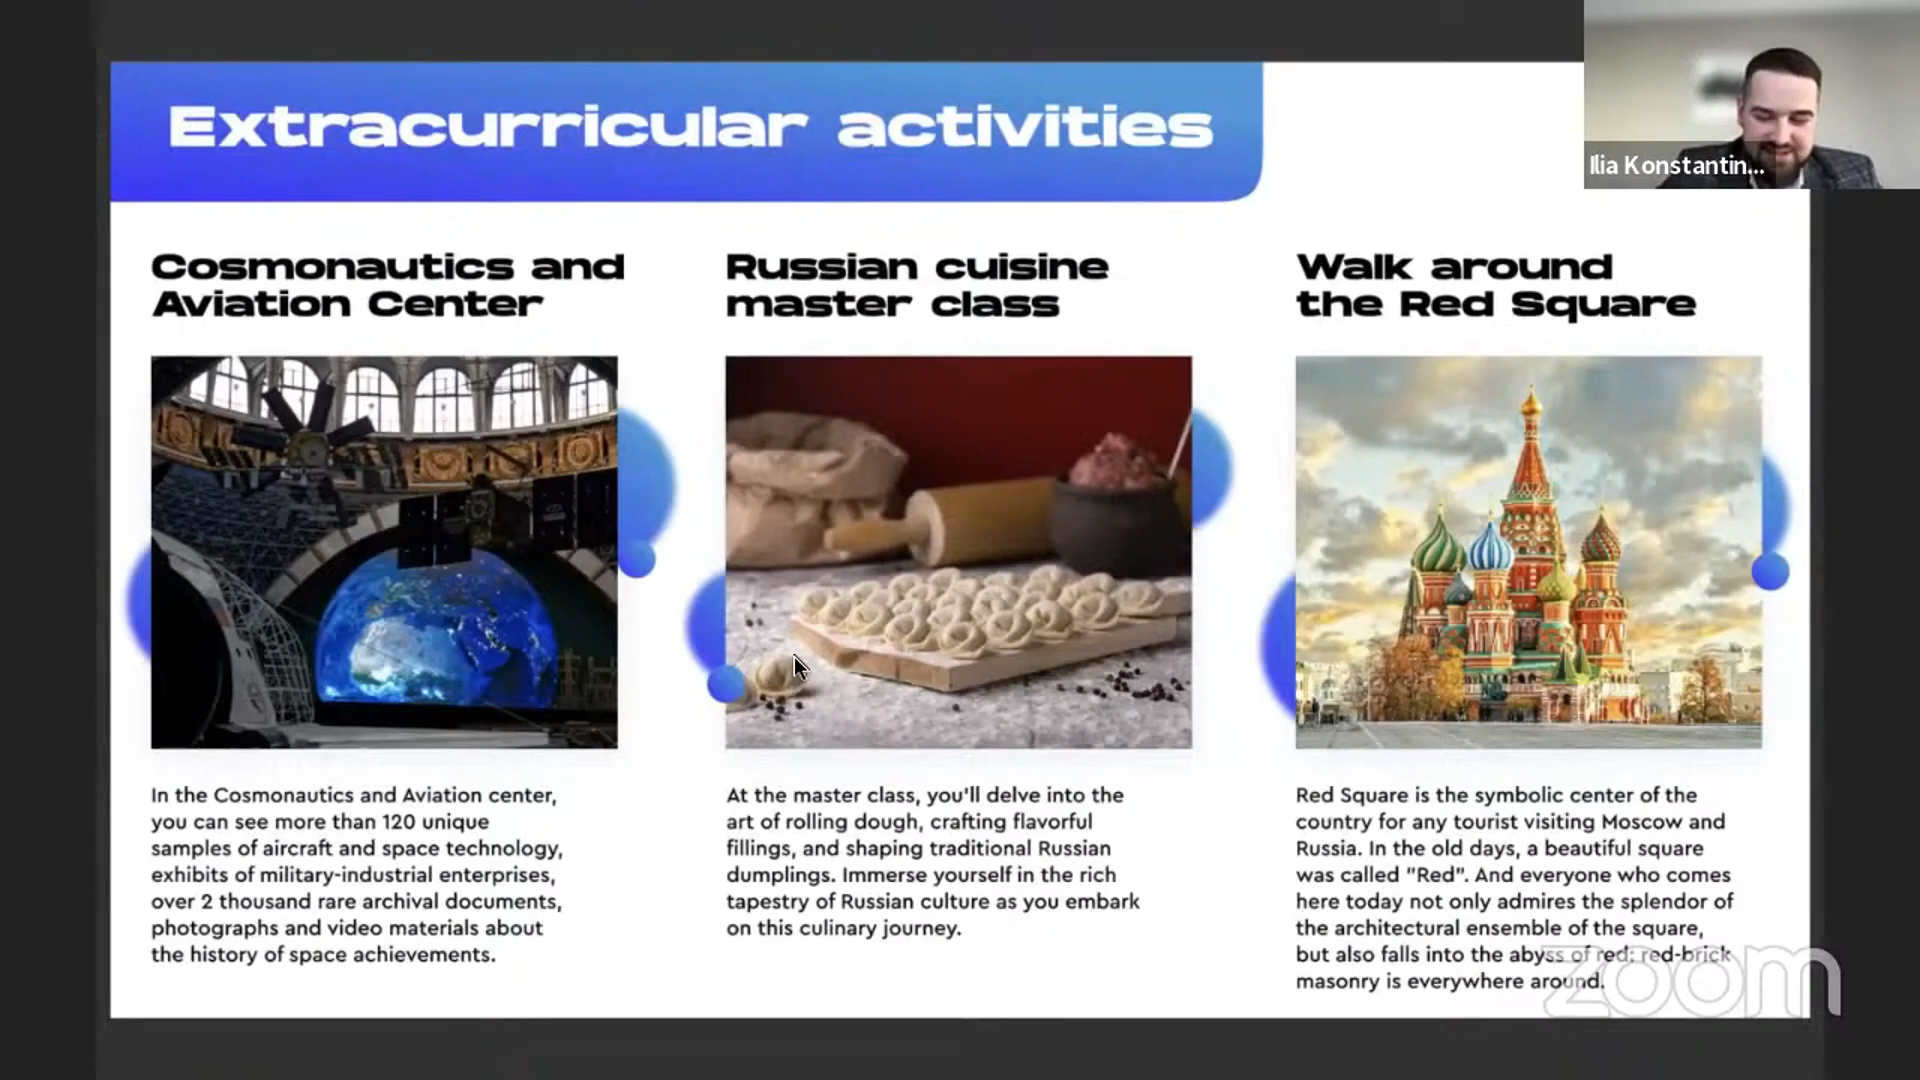 Extracurricular activities
Ilia Konstantin...
Cosmonautics and
Aviation Center
In the Cosmonautics and Aviation center,
you can see more than 120 unique
samples of aircraft and space technology,
exhibits of military-industrial enterprises,
over 2 thousand rare archival documents,
photographs and video materials about
the history of space achievements.
Russian cuisine
master class
At the master class, you'll delve into the
art of rolling dough, crafting flavorful
fillings, and shaping traditional Russian
dumplings. Immerse yourself in the rich
tapestry of Russian culture as you embark
on this culinary journey.
Walk around
the Red Square
Red Square is the symbolic center of the
country for any tourist visiting Moscow and
Russia. In the old days, a beautiful square
was called "Red". And everyone who comes
here today not only admires the splendor of
the architectural ensemble of the square,
but also falls into the abyss of red: red-brick
masonry is everywhere around.
zoom